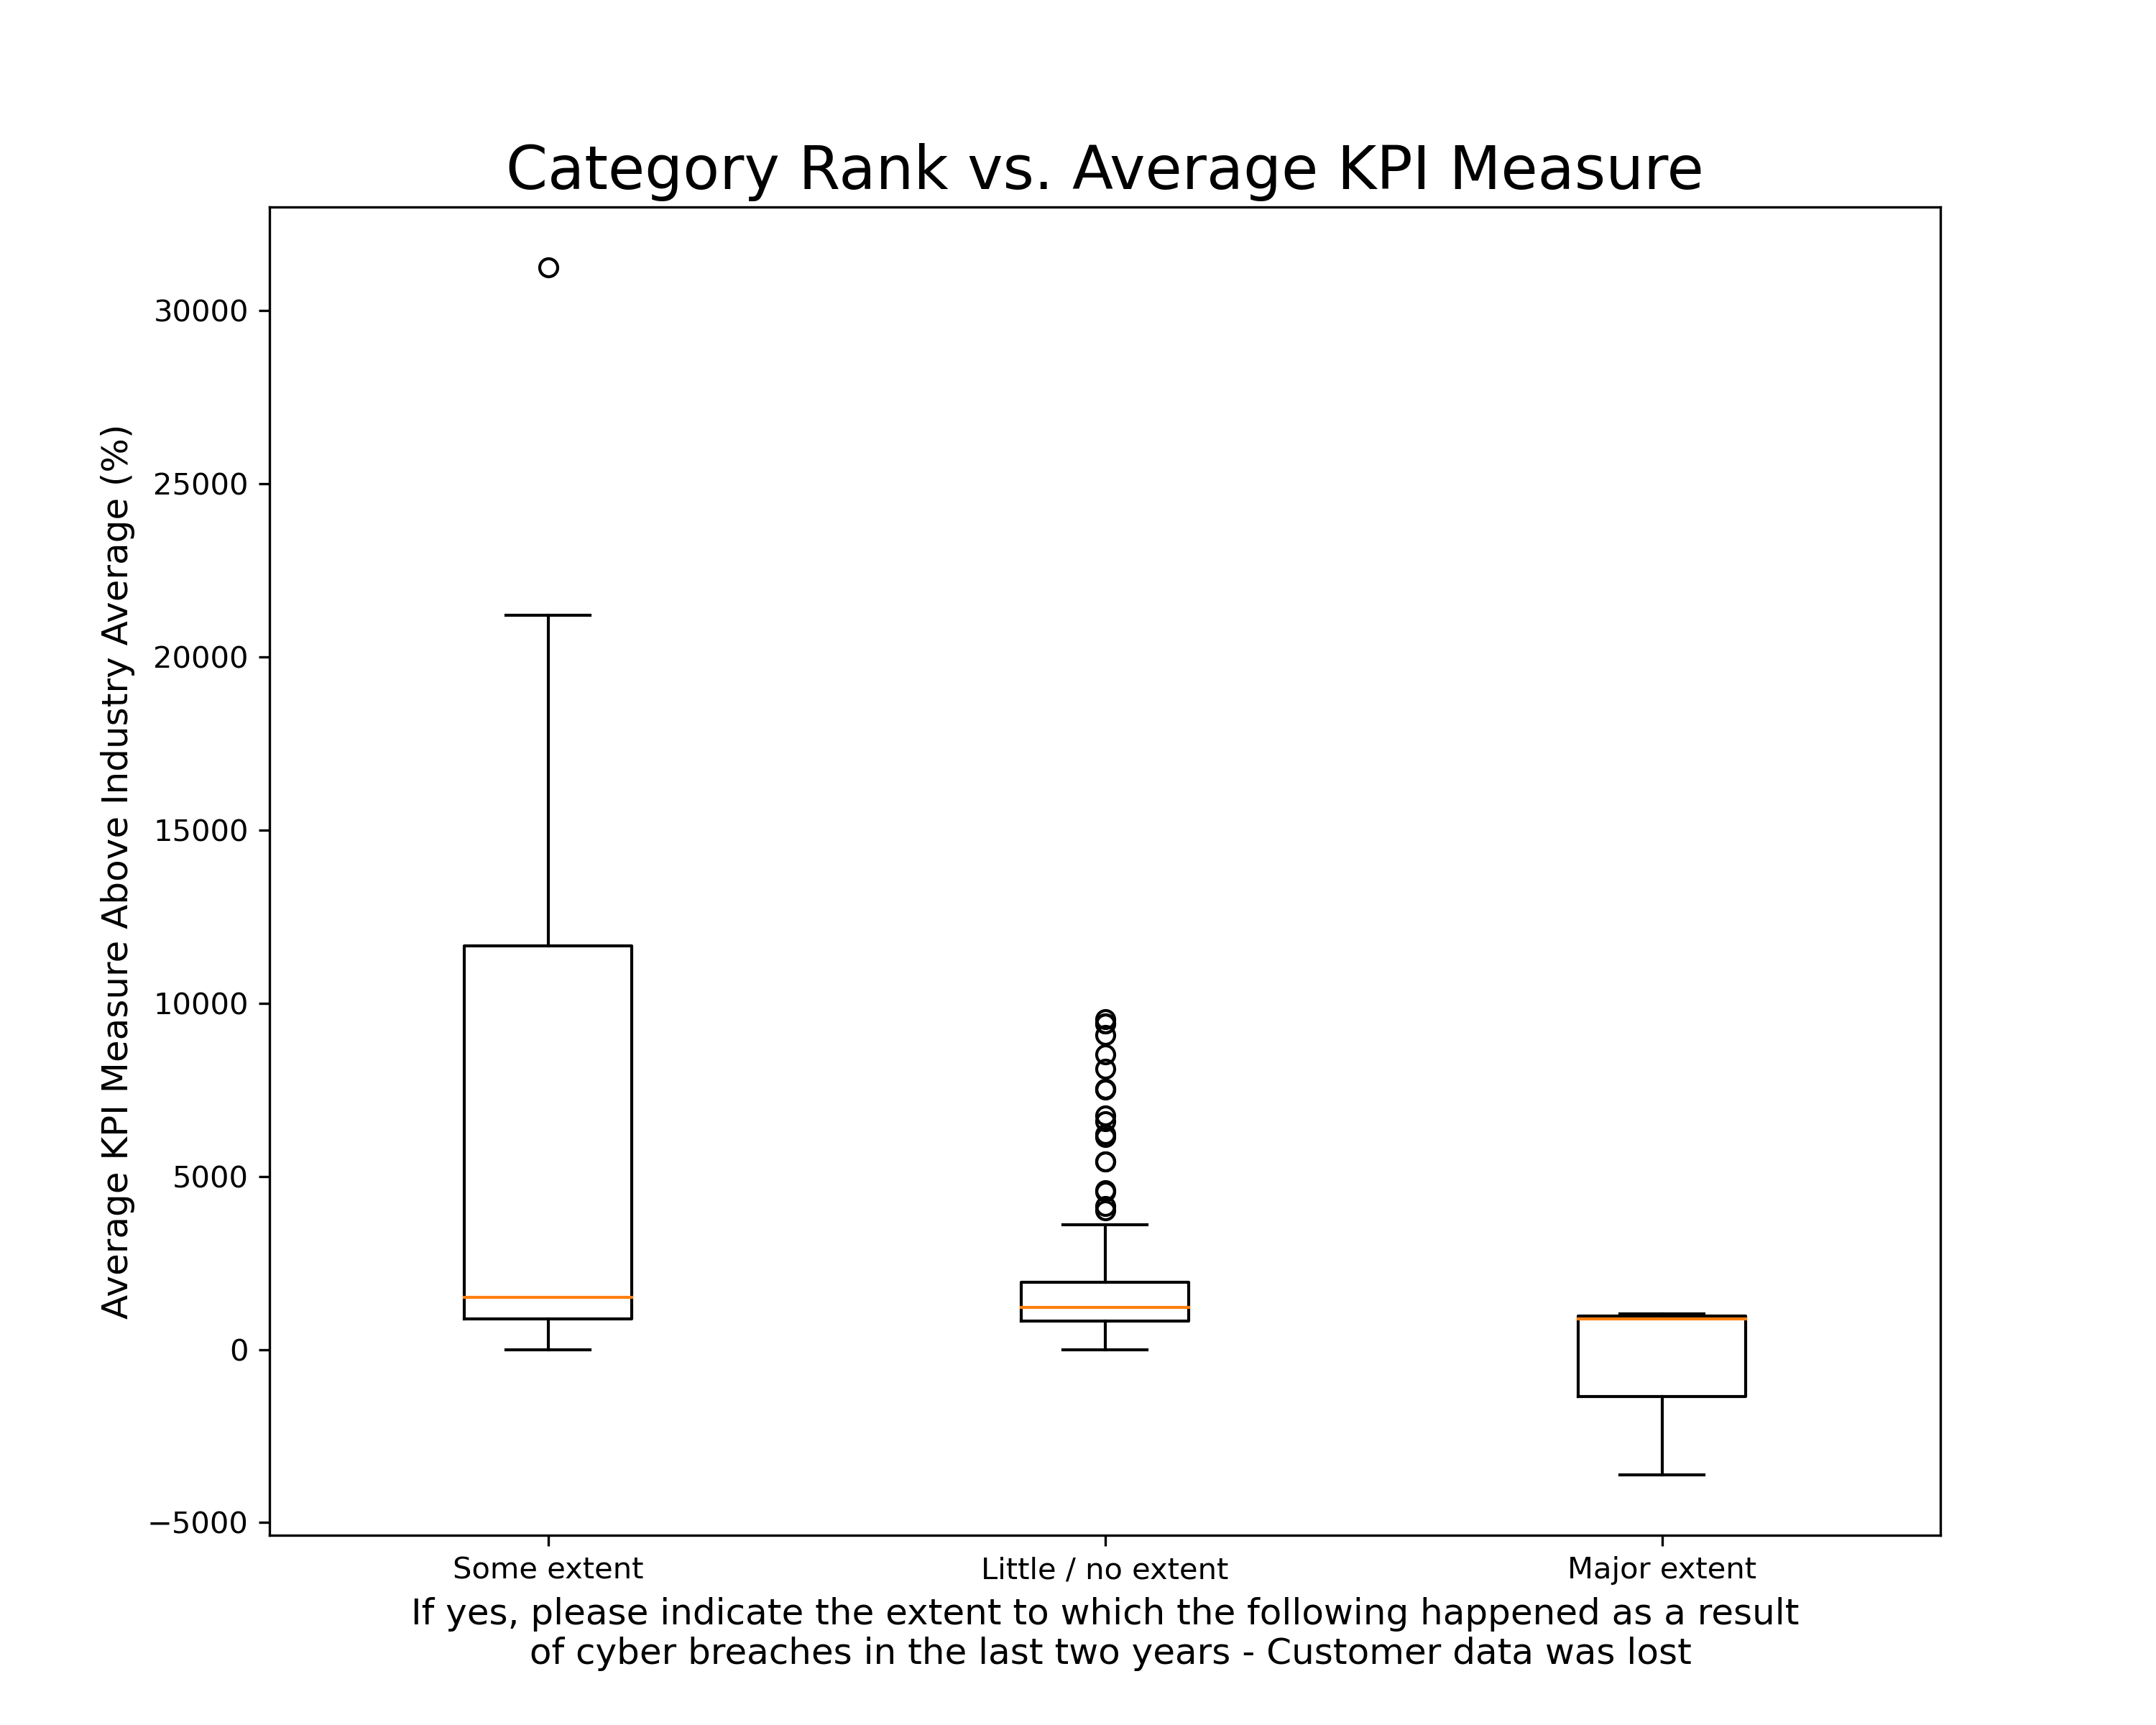 Category Rank vs. Average KPI Measure
Average KPI Measure Above Industry Average (%)
30000
25000
20000
15000
10000
5000
0
−5000
Some extent
Little / no extent
Major extent
If yes, please indicate the extent to which the following happened as a result
of cyber breaches in the last two years - Customer data was lost